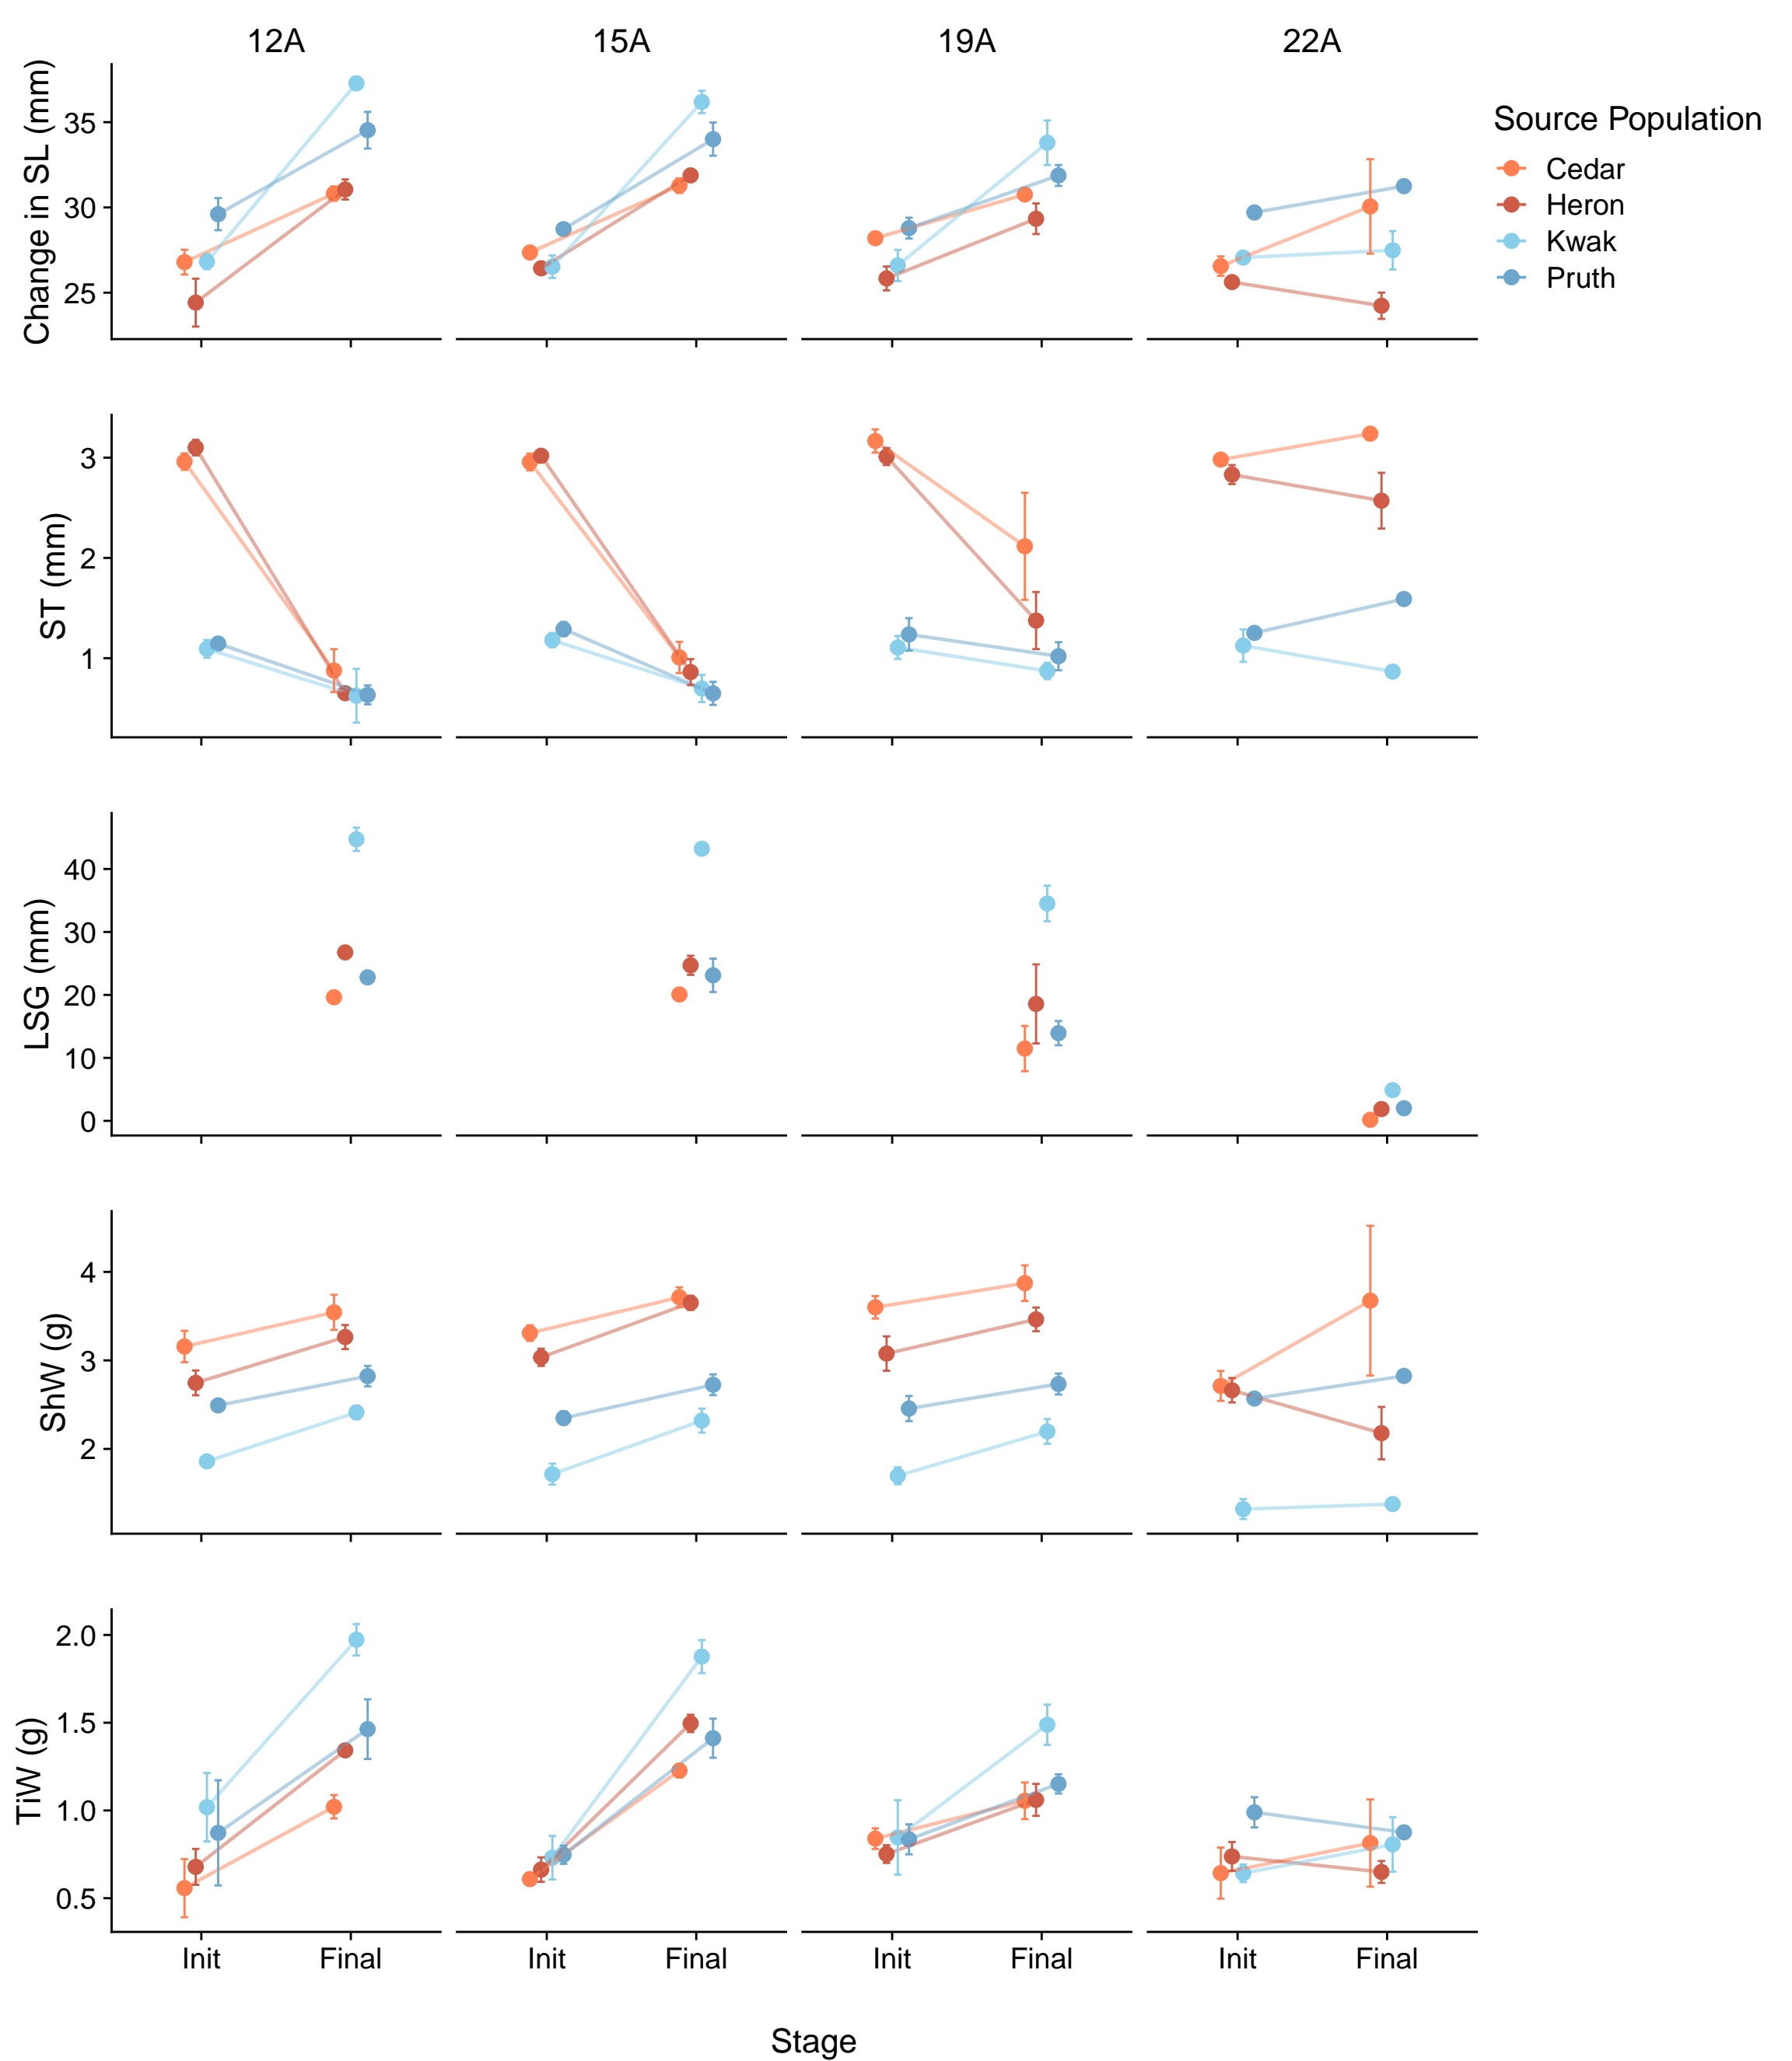 12A 15A 19A 22A
Change in SL (mm)
35
30
25
Source Population
Cedar
Heron
Kwak
Pruth
ST (mm)
3
2
1
LSG (mm)
40
30
20
10
0
ShW (g)
4
3
2
TiW (g)
2.0
1.5
1.0
0.5
Init Final Init Final Init Final Init Final
Stage